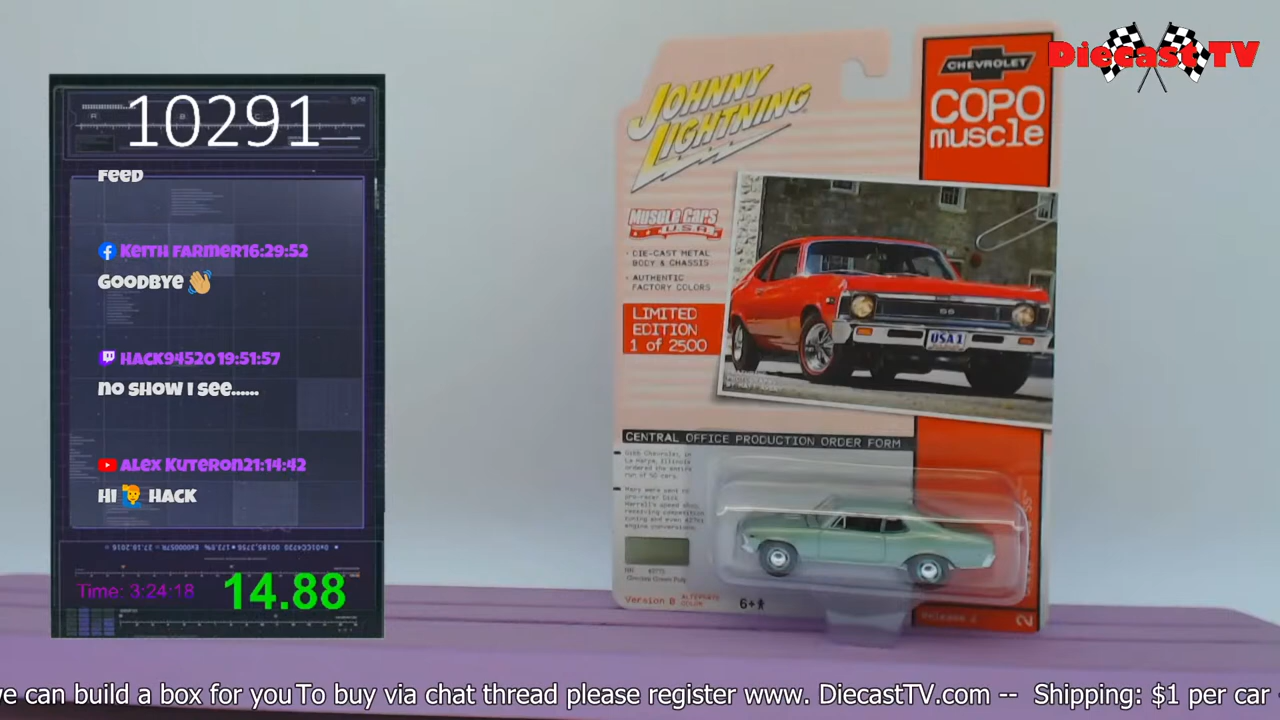 10291
FEED
Keith Farmer16:29:52
GOODBYE 👋
HACK94520 19:51:57
NO SHOW I SEE......
Alex Kuteron21:14:42
HI 🙋‍♂️ HACK
Time: 3:24:18
14.88
Diecast TV
JOHNNY
LIGHTNING
CHEVROLET
COPO
muscle
MUSCLE CARS
U.S.A.
· DIE-CAST METAL
BODY & CHASSIS
· AUTHENTIC
FACTORY COLORS
LIMITED
EDITION
1 of 2500
SS
USA 1
CENTRAL OFFICE PRODUCTION ORDER FORM
Version B
ALTERNATE
COLOR
6+
2
we can build a box for you To buy via chat thread please register www. DiecastTV.com -- Shipping: $1 per car